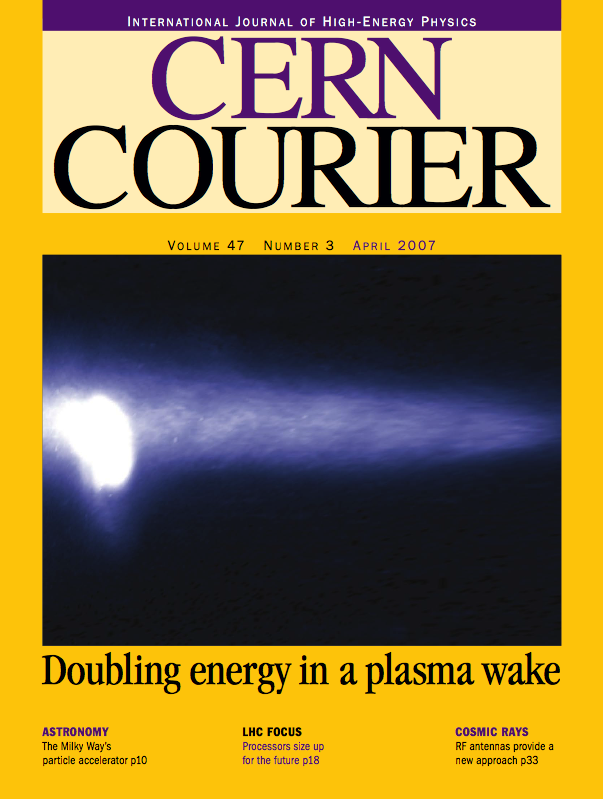 INTERNATIONAL JOURNAL OF HIGH-ENERGY PHYSICS
CERN
COURIER
VOLUME 47 NUMBER 3 APRIL 2007
Doubling energy in a plasma wake
ASTRONOMY
The Milky Way's
particle accelerator p10
LHC FOCUS
Processors size up
for the future p18
COSMIC RAYS
RF antennas provide a
new approach p33